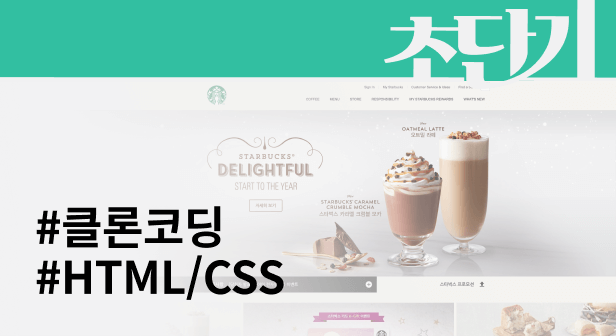 초단기
Sign In My Starbucks Customer Service & Ideas Find a Store
COFFEE MENU STORE RESPONSIBILITY MY STARBUCKS REWARDS WHAT'S NEW
New
OATMEAL LATTE
오트밀 라떼
STARBUCKS®
DELIGHTFUL
START TO THE YEAR
자세히 보기
New
STARBUCKS CARAMEL
CRUMBLE MOCHA
스타벅스 카라멜 크럼블 모카
#클론코딩
#HTML/CSS
스타벅스 프로모션